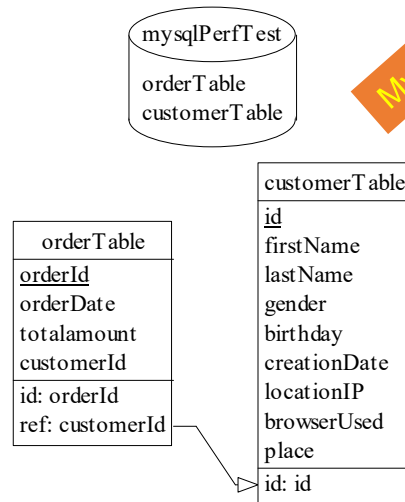 mysqlPerfTest
orderTable
customerTable
My
orderTable
orderId
orderDate
totalamount
customerId
id: orderId
ref: customerId
customerTable
id
firstName
lastName
gender
birthday
creationDate
locationIP
browserUsed
place
id: id